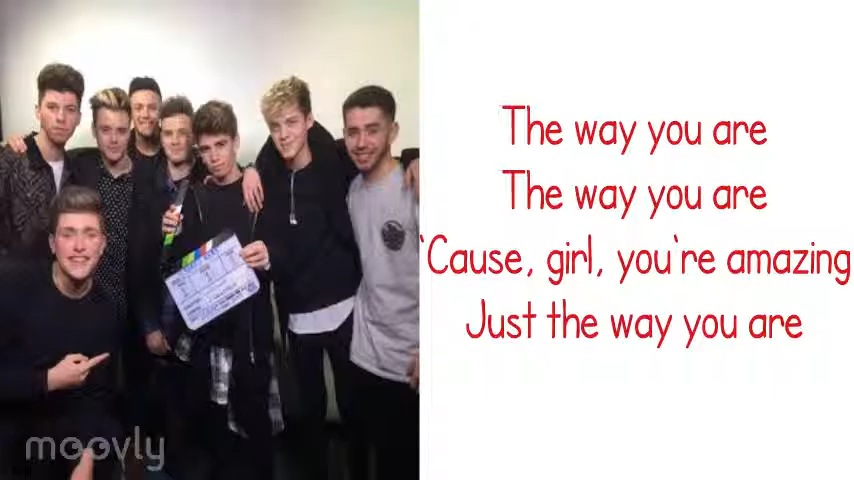 The way you are
The way you are
'Cause, girl, you're amazing
Just the way you are
moovly